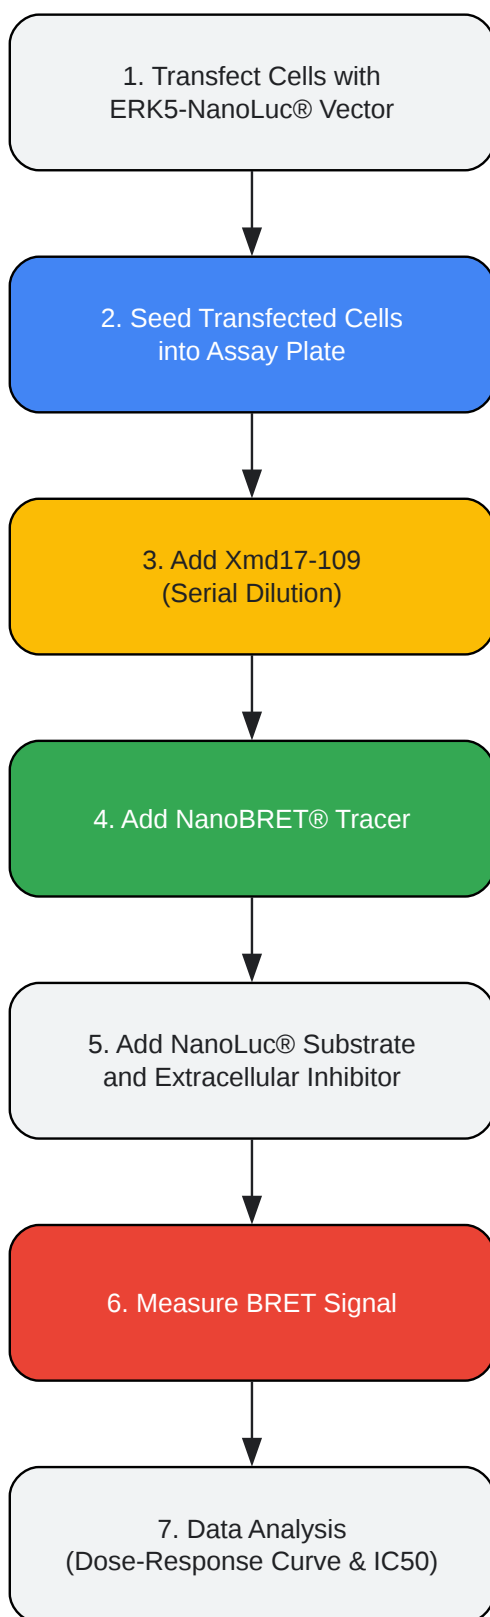 1. Transfect Cells with
ERK5-NanoLuc® Vector
2. Seed Transfected Cells
into Assay Plate
3. Add Xmd17-109
(Serial Dilution)
4. Add NanoBRET® Tracer
5. Add NanoLuc® Substrate
and Extracellular Inhibitor
6. Measure BRET Signal
7. Data Analysis
(Dose-Response Curve & IC50)